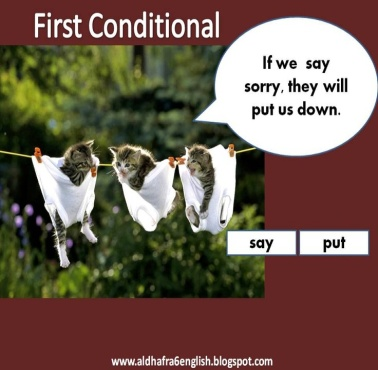 First Conditional
If we say
sorry, they will
put us down.
say put
www.aldhafra6english.blogspot.com